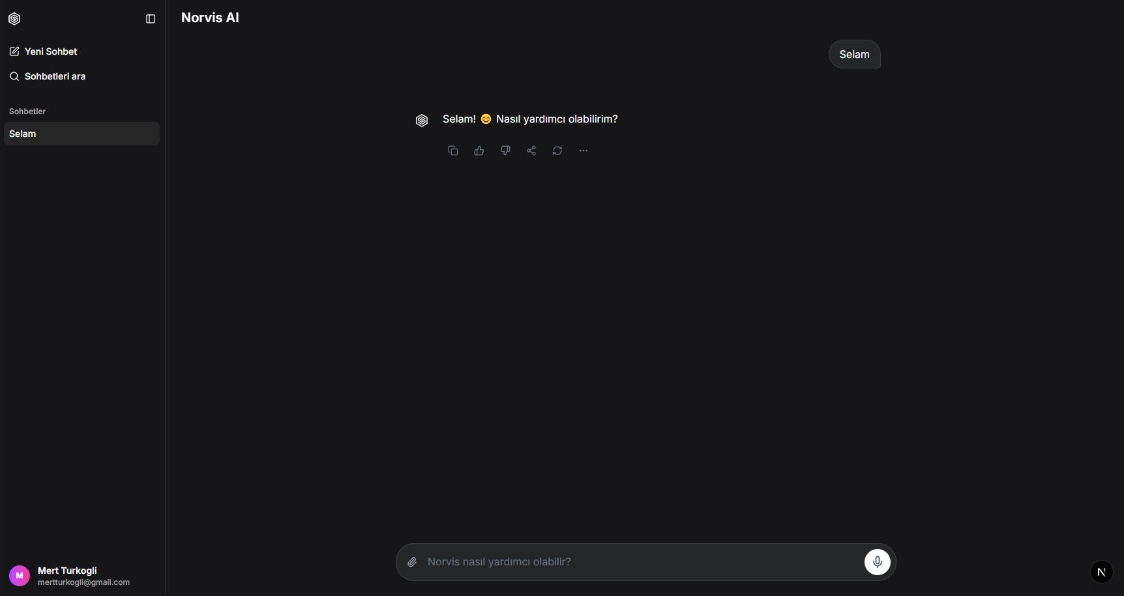 Norvis AI
Yeni Sohbet
Sohbetleri ara
Sohbetler
Selam
Selam
Selam! 😊 Nasıl yardımcı olabilirim?
Norvis nasıl yardımcı olabilir?
M
Mert Turkogli
mertturkogli@gmail.com
N